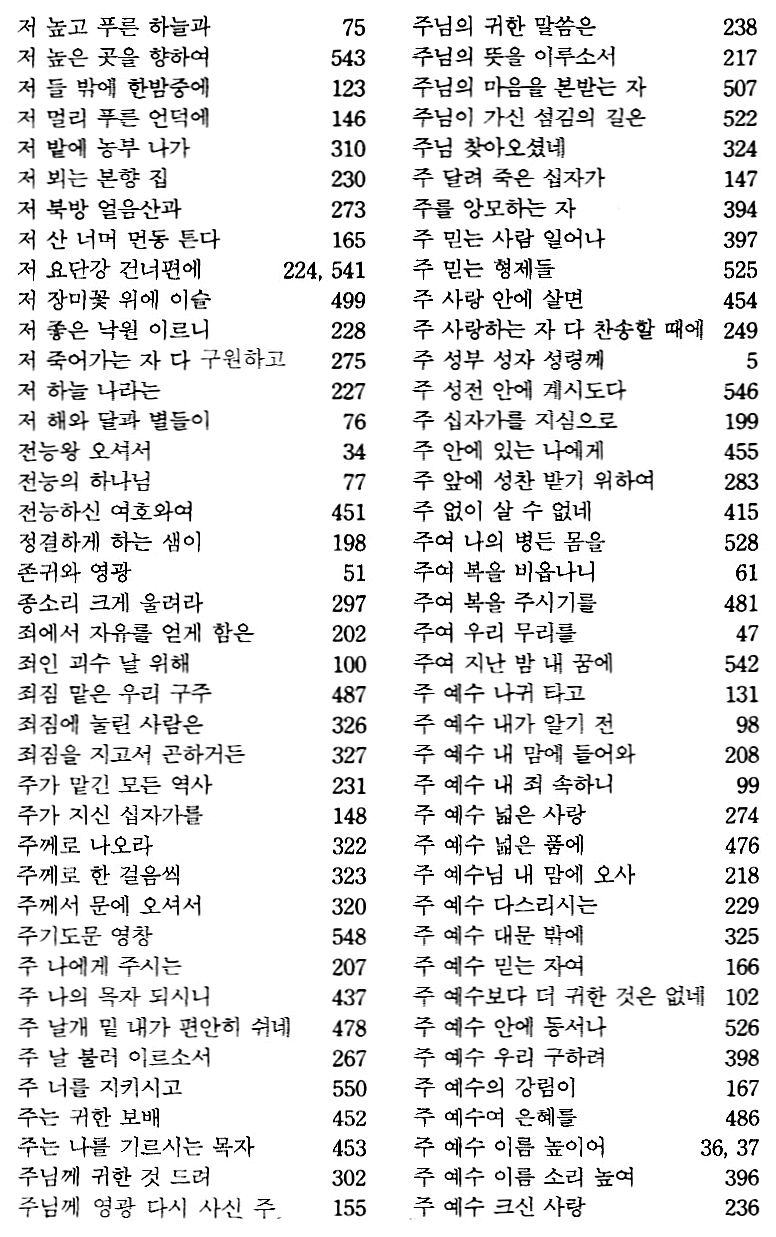 저 높고 푸른 하늘과 75
저 높은 곳을 향하여 543
저 들 밖에 한밤중에 123
저 멀리 푸른 언덕에 146
저 밭에 농부 나가 310
저 뵈는 본향 집 230
저 북방 얼음산과 273
저 산 너머 먼동 튼다 165
저 요단강 건너편에 224, 541
저 장미꽃 위에 이슬 499
저 좋은 낙원 이르니 228
저 죽어가는 자 다 구원하고 275
저 하늘 나라는 227
저 해와 달과 별들이 76
전능왕 오셔서 34
전능의 하나님 77
전능하신 여호와여 451
정결하게 하는 샘이 198
존귀와 영광 51
종소리 크게 울려라 297
죄에서 자유를 얻게 함은 202
죄인 괴수 날 위해 100
죄짐 맡은 우리 구주 487
죄짐에 눌린 사람은 326
죄짐을 지고서 곤하거든 327
주가 맡긴 모든 역사 231
주가 지신 십자가를 148
주께로 나오라 322
주께로 한 걸음씩 323
주께서 문에 오셔서 320
주기도문 영창 548
주 나에게 주시는 207
주 나의 목자 되시니 437
주 날개 밑 내가 편안히 쉬네 478
주 날 불러 이르소서 267
주 너를 지키시고 550
주는 귀한 보배 452
주는 나를 기르시는 목자 453
주님께 귀한 것 드려 302
주님께 영광 다시 사신 주 155
주님의 귀한 말씀은 238
주님의 뜻을 이루소서 217
주님의 마음을 본받는 자 507
주님이 가신 섬김의 길은 522
주님 찾아오셨네 324
주 달려 죽은 십자가 147
주를 앙모하는 자 394
주 믿는 사람 일어나 397
주 믿는 형제들 525
주 사랑 안에 살면 454
주 사랑하는 자 다 찬송할 때에 249
주 성부 성자 성령께 5
주 성전 안에 계시도다 546
주 십자가를 지심으로 199
주 안에 있는 나에게 455
주 앞에 성찬 받기 위하여 283
주 없이 살 수 없네 415
주여 나의 병든 몸을 528
주여 복을 비옵나니 61
주여 복을 주시기를 481
주여 우리 무리를 47
주여 지난 밤 내 꿈에 542
주 예수 나귀 타고 131
주 예수 내가 알기 전 98
주 예수 내 맘에 들어와 208
주 예수 내 죄 속하니 99
주 예수 넓은 사랑 274
주 예수 넓은 품에 476
주 예수님 내 맘에 오사 218
주 예수 다스리시는 229
주 예수 대문 밖에 325
주 예수 믿는 자여 166
주 예수보다 더 귀한 것은 없네 102
주 예수 안에 동서나 526
주 예수 우리 구하려 398
주 예수의 강림이 167
주 예수여 은혜를 486
주 예수 이름 높이어 36, 37
주 예수 이름 소리 높여 396
주 예수 크신 사랑 236